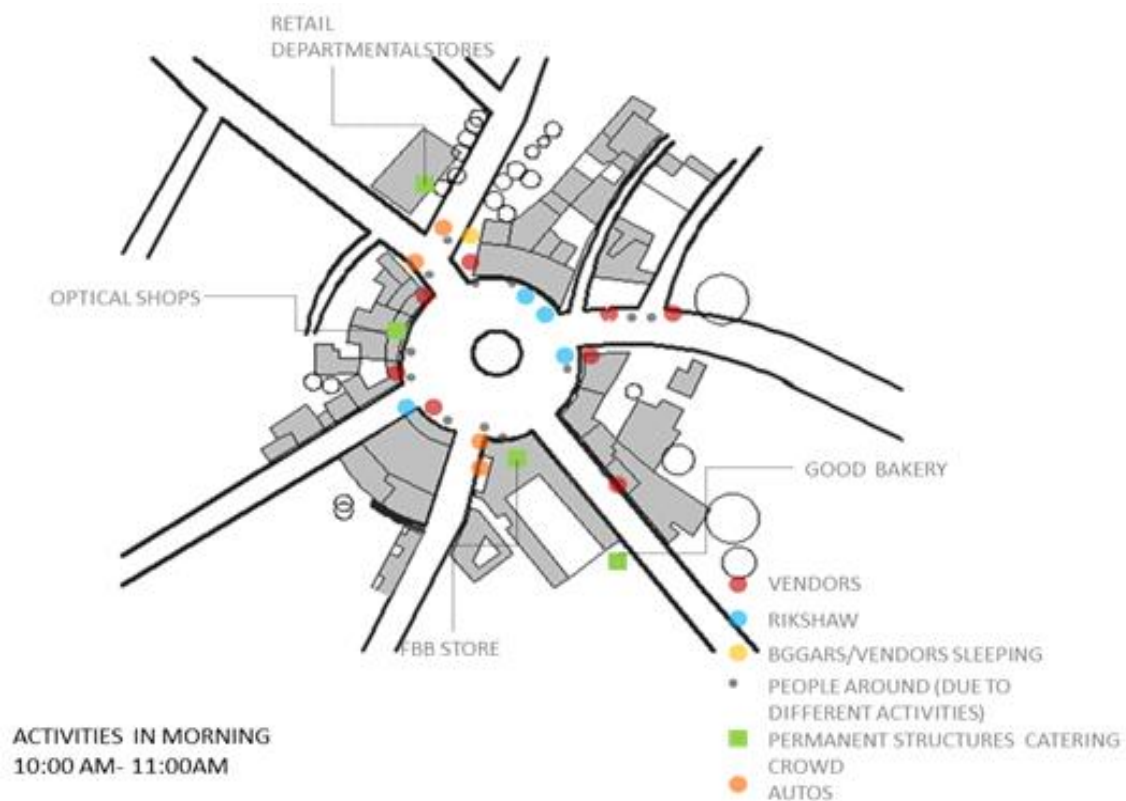 RETAIL
DEPARTMENTALSTORES
OPTICAL SHOPS
GOOD BAKERY
FBB STORE
VENDORS
RIKSHAW
BGGARS/VENDORS SLEEPING
PEOPLE AROUND (DUE TO
DIFFERENT ACTIVITIES)
PERMANENT STRUCTURES CATERING
CROWD
AUTOS
ACTIVITIES IN MORNING
10:00 AM- 11:00AM